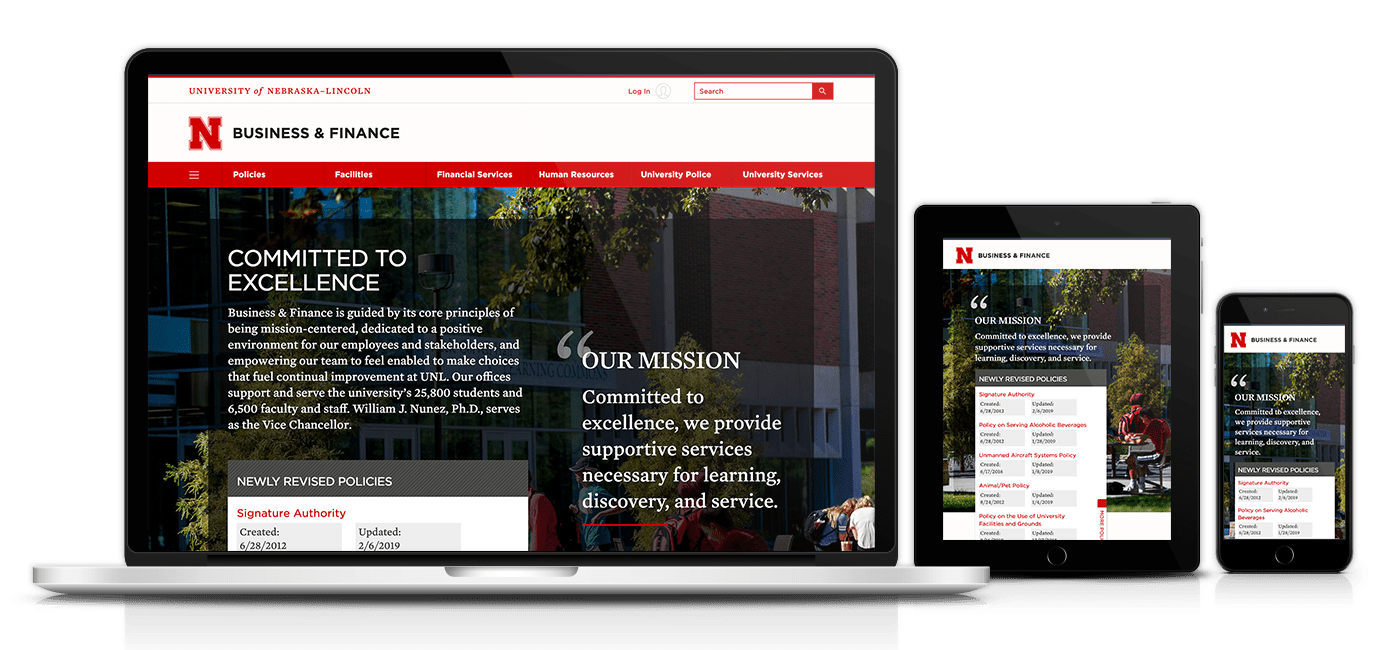 UNIVERSITY of NEBRASKA–LINCOLN
Log In
Search
N
BUSINESS & FINANCE
Policies
Facilities
Financial Services
Human Resources
University Police
University Services
COMMITTED TO
EXCELLENCE
Business & Finance is guided by its core principles of
being mission-centered, dedicated to a positive
environment for our employees and stakeholders, and
empowering our team to feel enabled to make choices
that fuel continual improvement at UNL. Our offices
support and serve the university's 25,800 students and
6,500 faculty and staff. William J. Nunez, Ph.D., serves
as the Vice Chancellor.
“
OUR MISSION
Committed to
excellence, we provide
supportive services
necessary for learning,
discovery, and service.
NEWLY REVISED POLICIES
Signature Authority
Created: Updated:
6/28/2012 2/6/2019
N
BUSINESS & FINANCE
“
OUR MISSION
Committed to excellence, we provide
supportive services necessary for
learning, discovery, and service.
NEWLY REVISED POLICIES
Signature Authority
Created: Updated:
6/28/2012 2/6/2019
Policy on Serving Alcoholic Beverages
Created: Updated:
6/28/2012 1/28/2019
Unmanned Aircraft Systems Policy
Created: Updated:
6/17/2016 1/8/2019
Animal/Pet Policy
Created: Updated:
8/24/2012 1/4/2019
Policy on the Use of University
Facilities and Grounds
Created: Updated:
MORE POLI
N
BUSINESS & FINANCE
“
OUR MISSION
Committed to excellence,
we provide supportive
services necessary for
learning, discovery, and
service.
NEWLY REVISED POLICIES
Signature Authority
Created: Updated:
6/28/2012 2/6/2019
Policy on Serving Alcoholic
Beverages
Created: Updated:
6/28/2012 1/28/2019